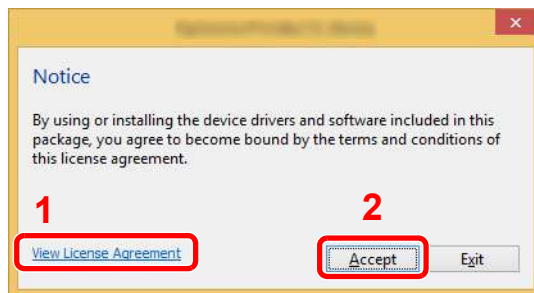 Notice
By using or installing the device drivers and software included in this
package, you agree to become bound by the terms and conditions of
this license agreement.
1
2
View License Agreement
Accept
Exit